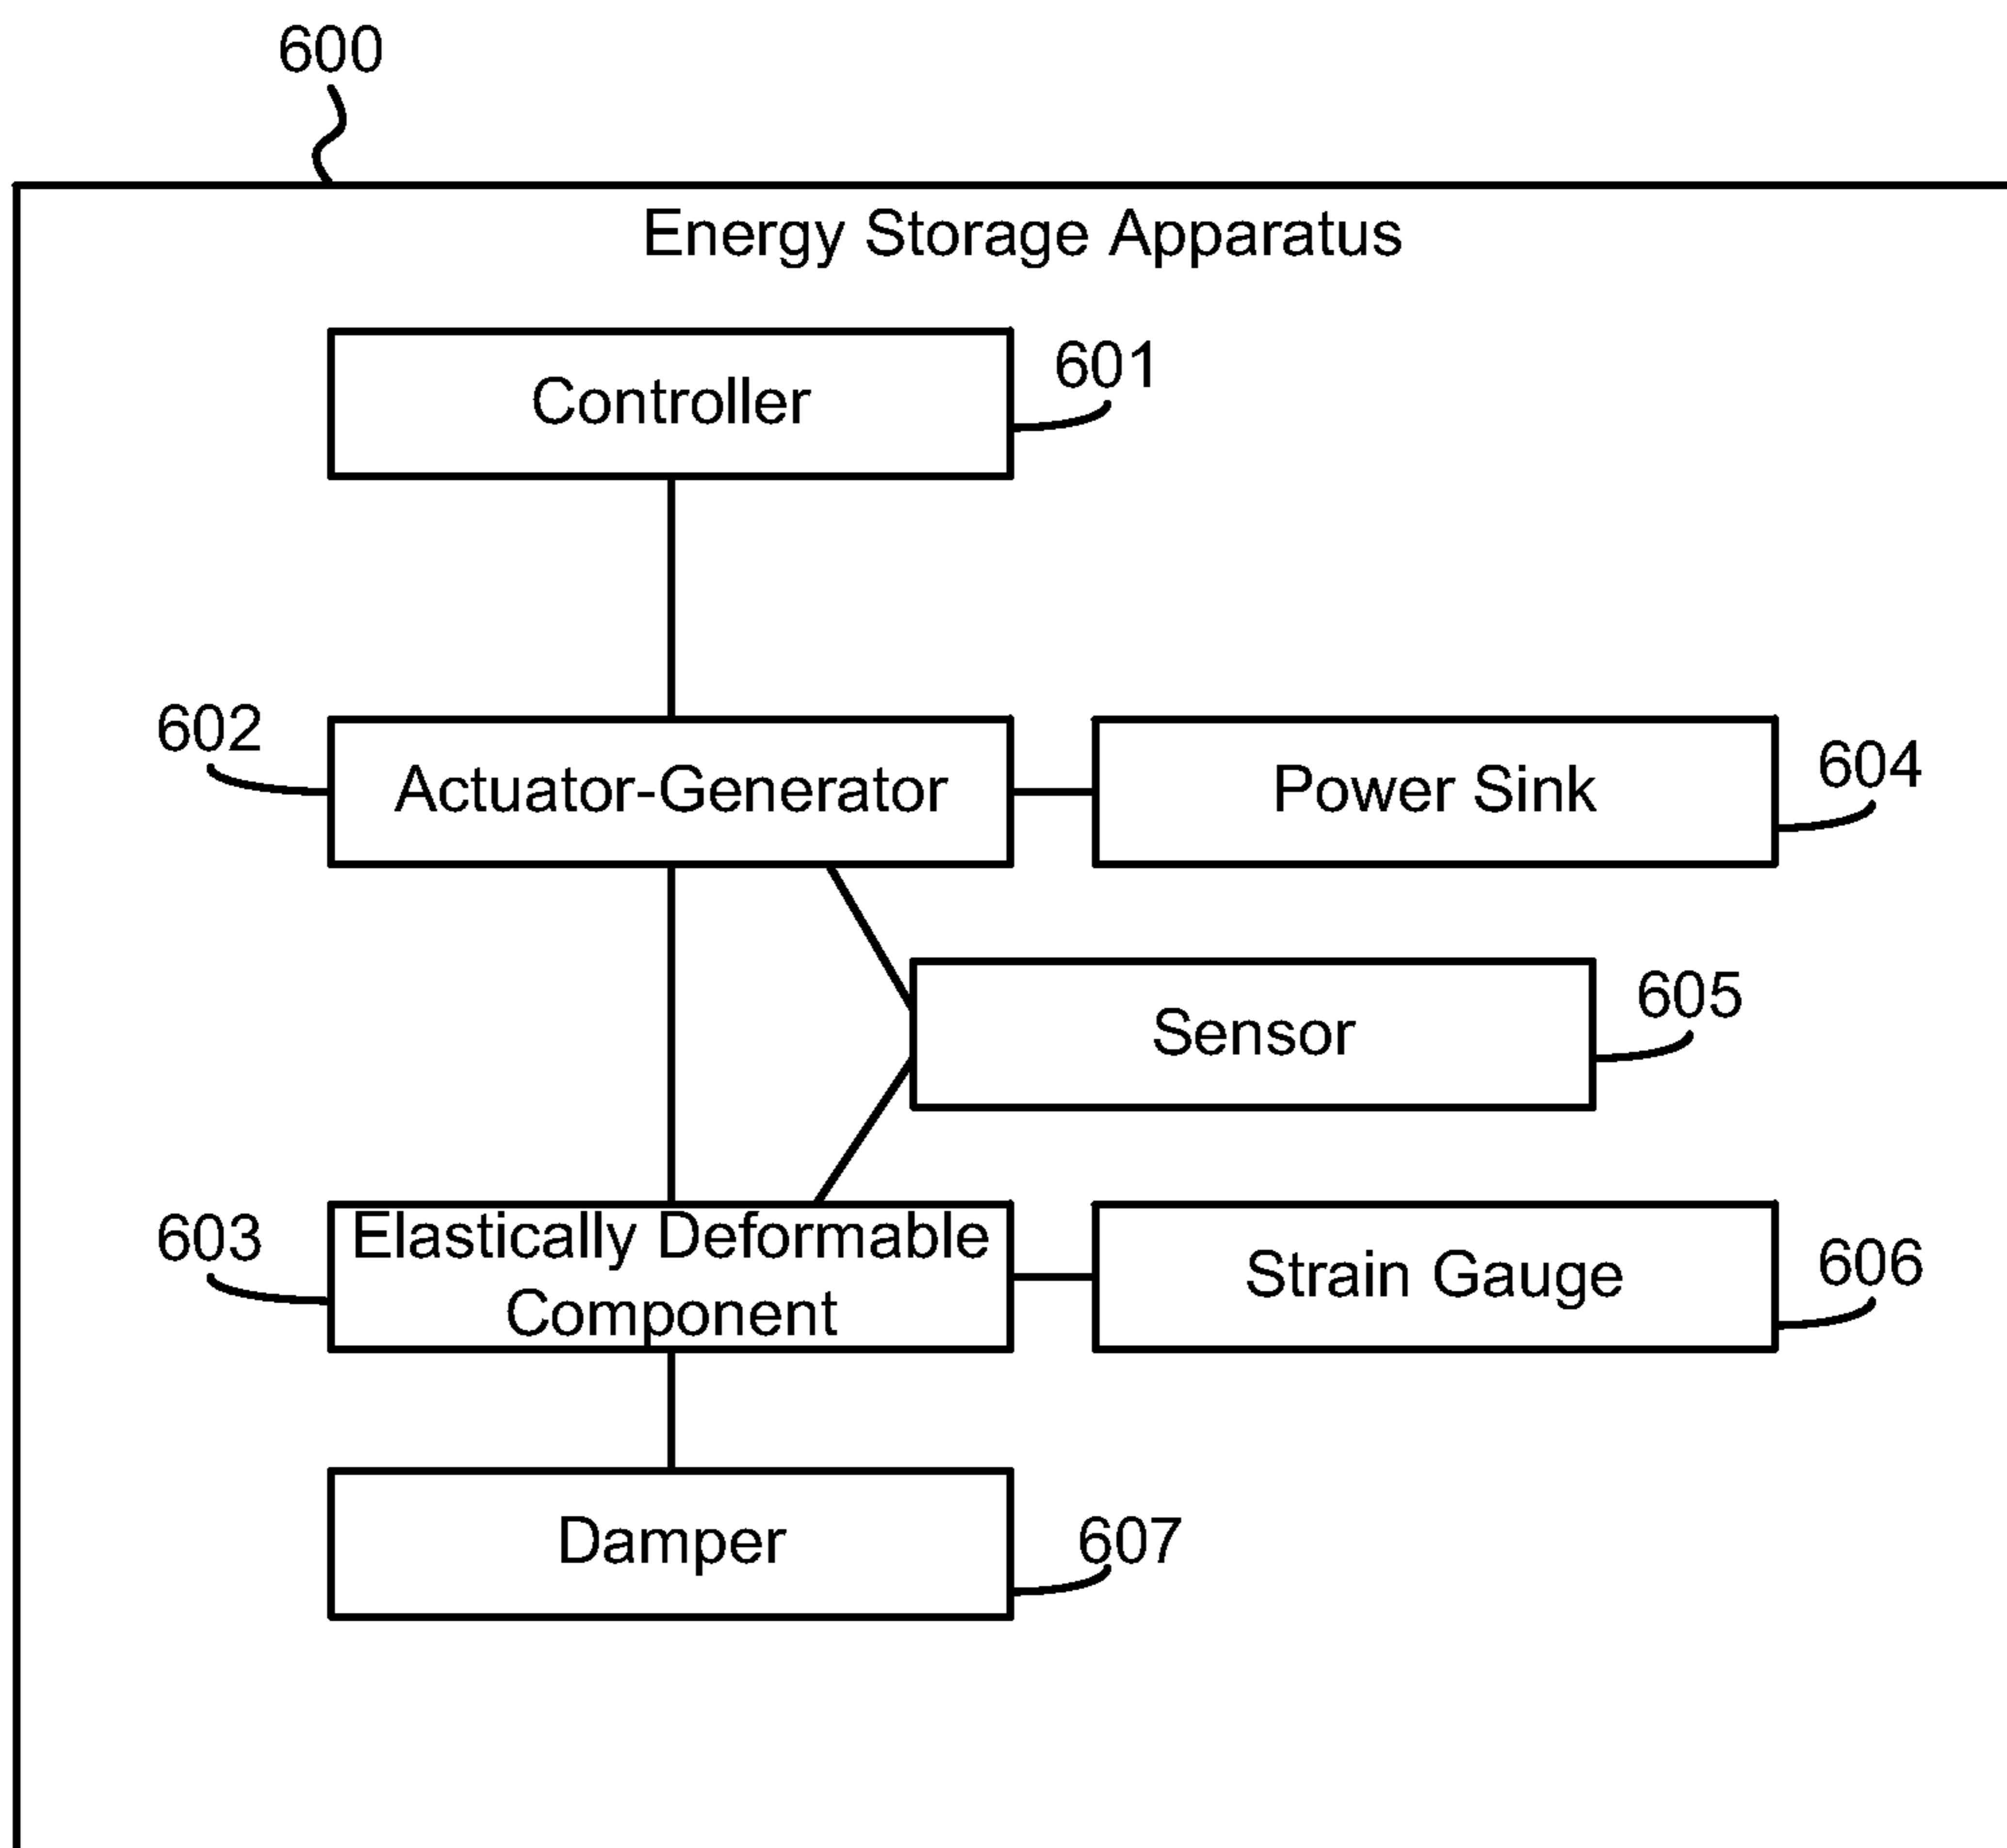 600
Energy Storage Apparatus
Controller
601
602
Actuator-Generator
Power Sink
604
Sensor
605
603
Elastically Deformable
Component
Strain Gauge
606
Damper
607